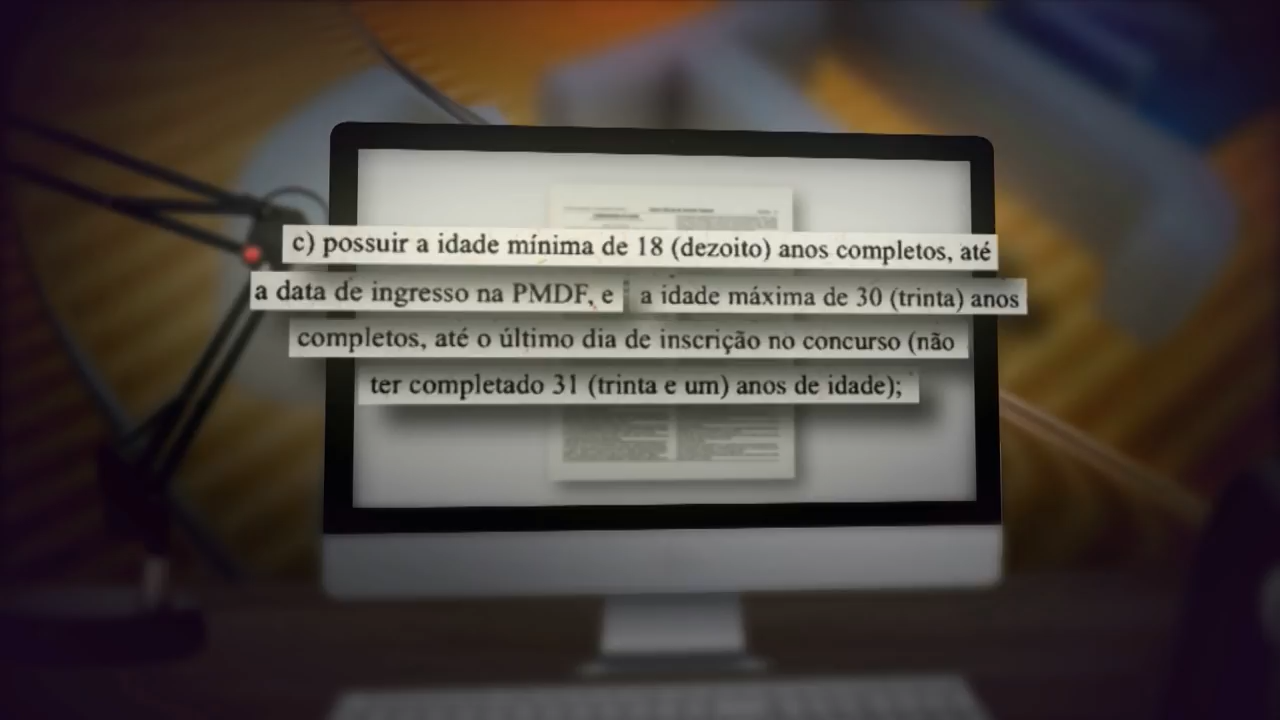 c) possuir a idade mínima de 18 (dezoito) anos completos, até
a data de ingresso na PMDF, e a idade máxima de 30 (trinta) anos
completos, até o último dia de inscrição no concurso (não
ter completado 31 (trinta e um) anos de idade);